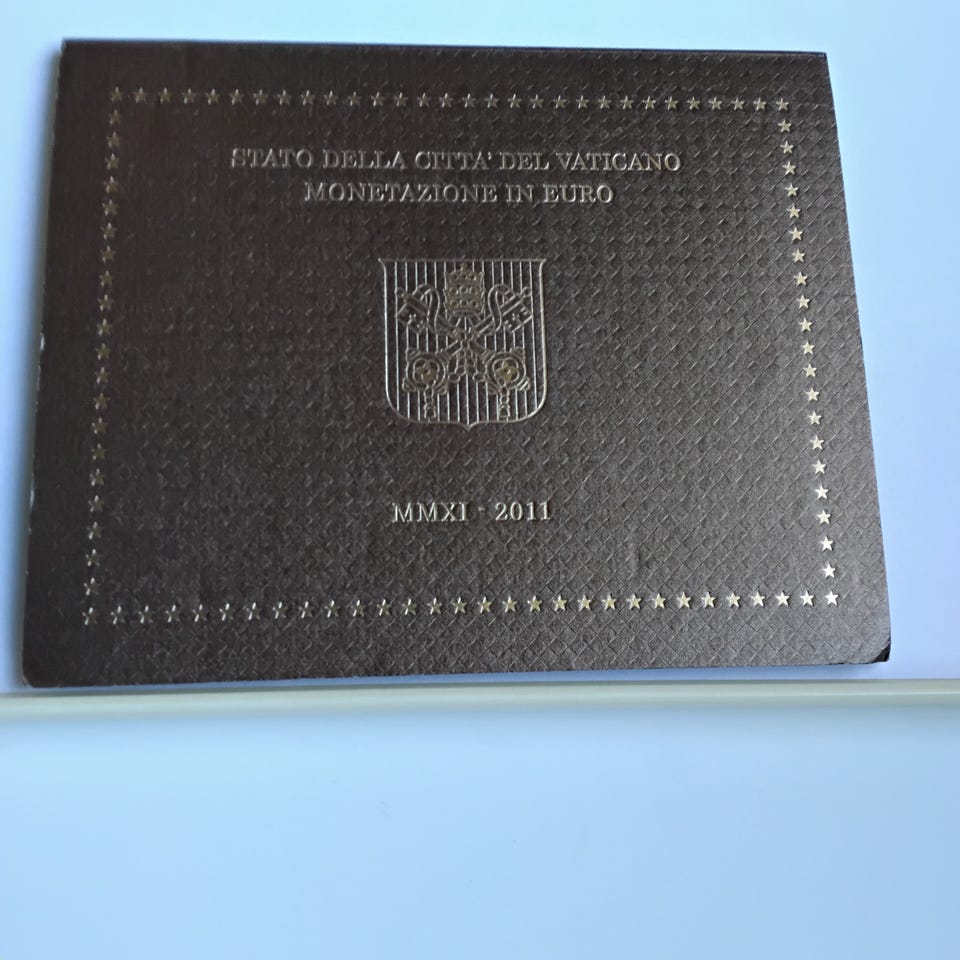 STATO DELLA CITTA' DEL VATICANO
MONETAZIONE IN EURO
MMXI - 2011